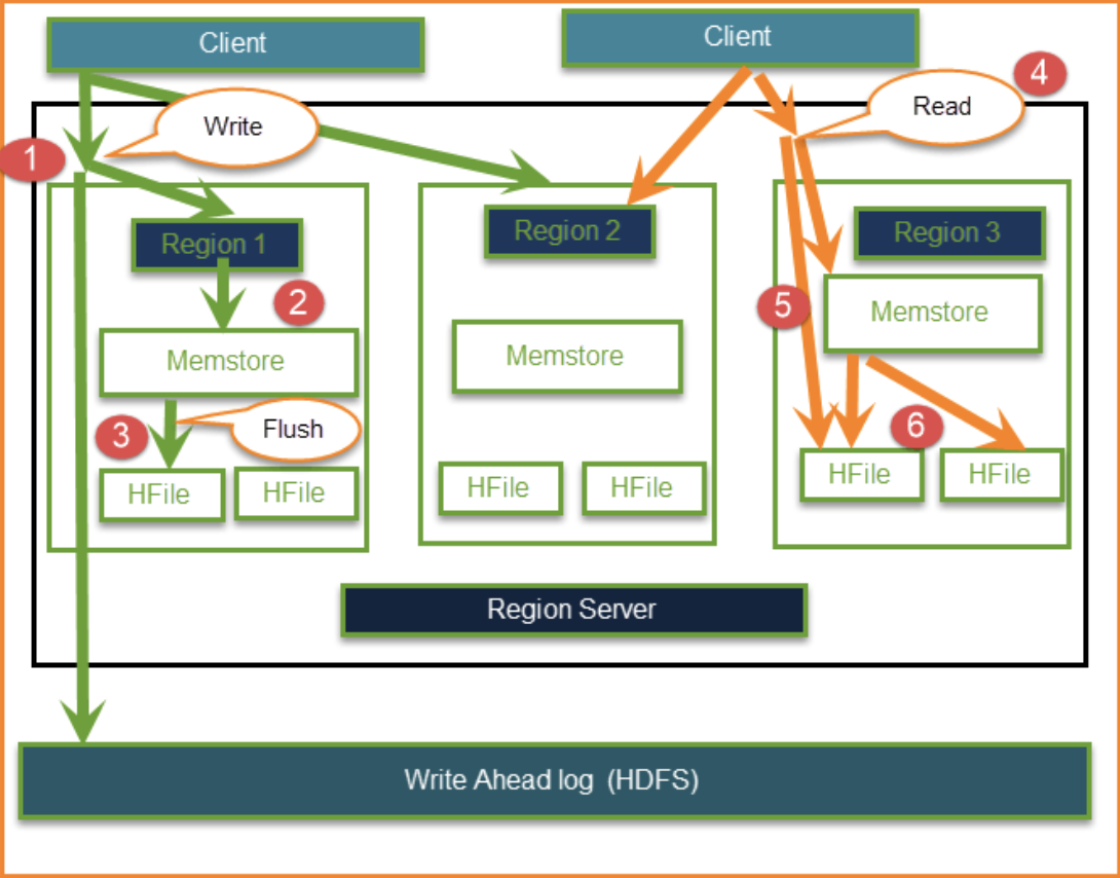 Client
Client
4
Write
Read
1
Region 1
Region 2
Region 3
2
5
Memstore
Memstore
Memstore
3
Flush
6
HFile
HFile
HFile
HFile
HFile
HFile
Region Server
Write Ahead log (HDFS)